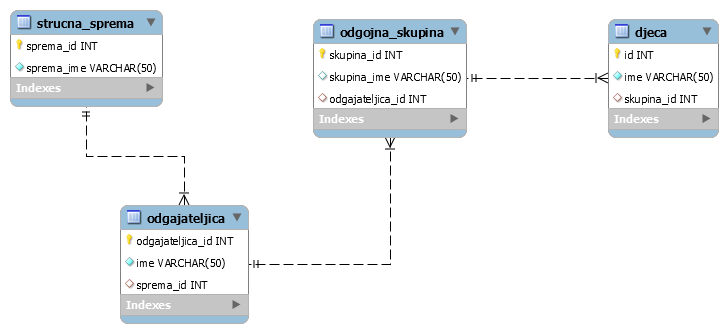 strucna_sprema
sprema_id INT
sprema_ime VARCHAR(50)
Indexes
odgojna_skupina
skupina_id INT
skupina_ime VARCHAR(50)
odgajateljica_id INT
Indexes
djeca
id INT
ime VARCHAR(50)
skupina_id INT
Indexes
odgajateljica
odgajateljica_id INT
ime VARCHAR(50)
sprema_id INT
Indexes